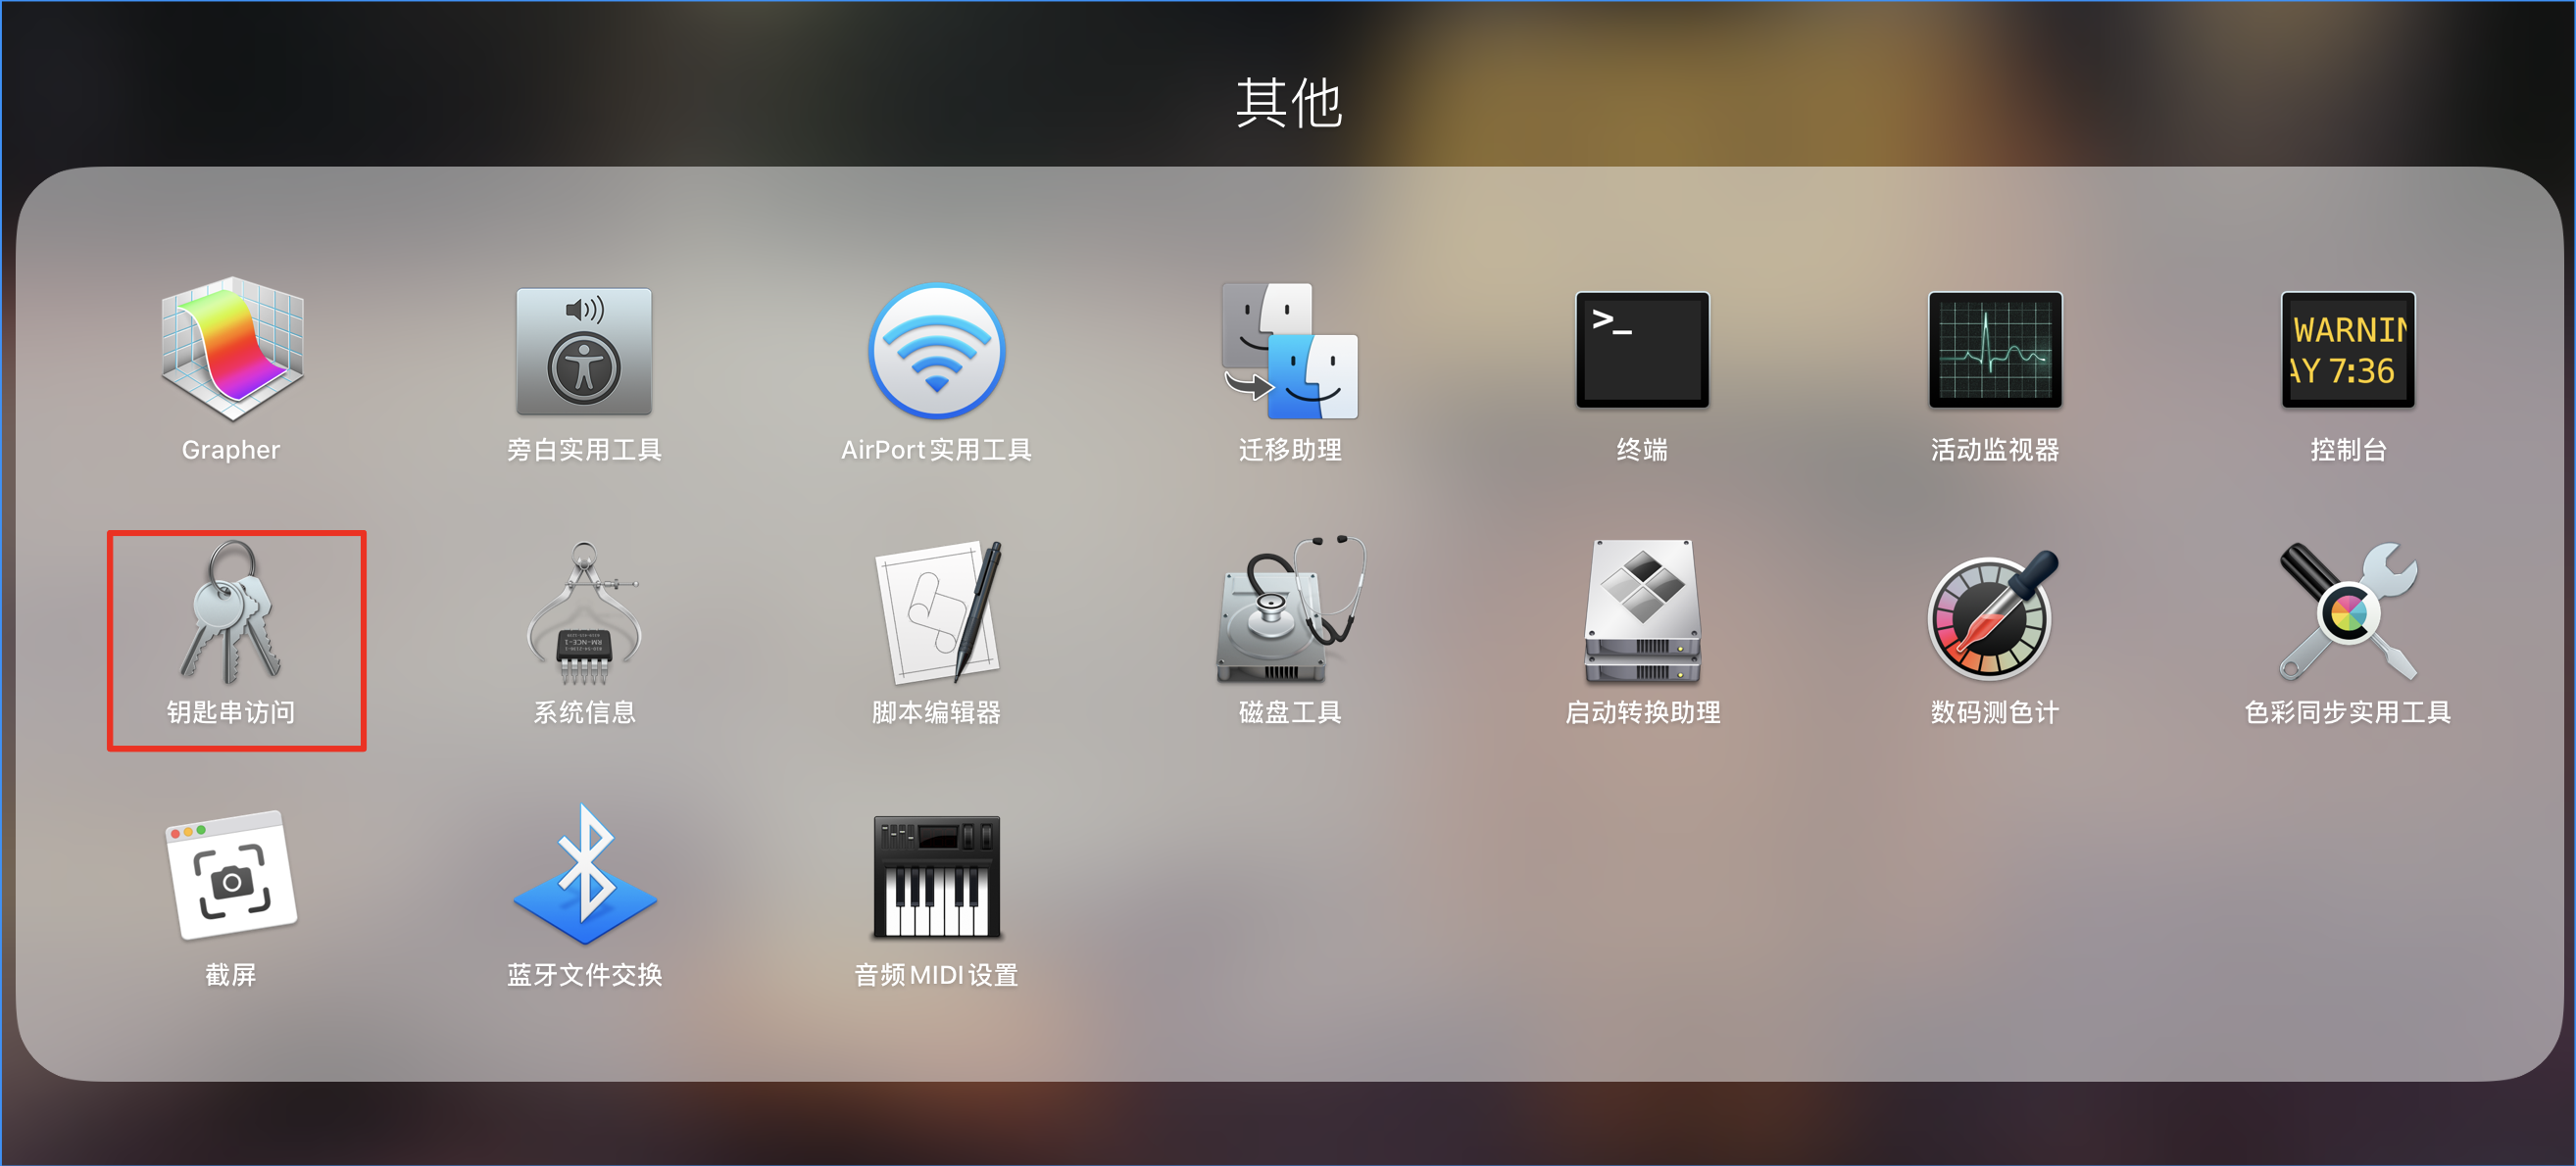 其他
>_
WARNIN
AY 7:36
Grapher
旁白实用工具
AirPort实用工具
迁移助理
终端
活动监视器
控制台
钥匙串访问
系统信息
脚本编辑器
磁盘工具
启动转换助理
数码测色计
色彩同步实用工具
截屏
蓝牙文件交换
音频MIDI设置